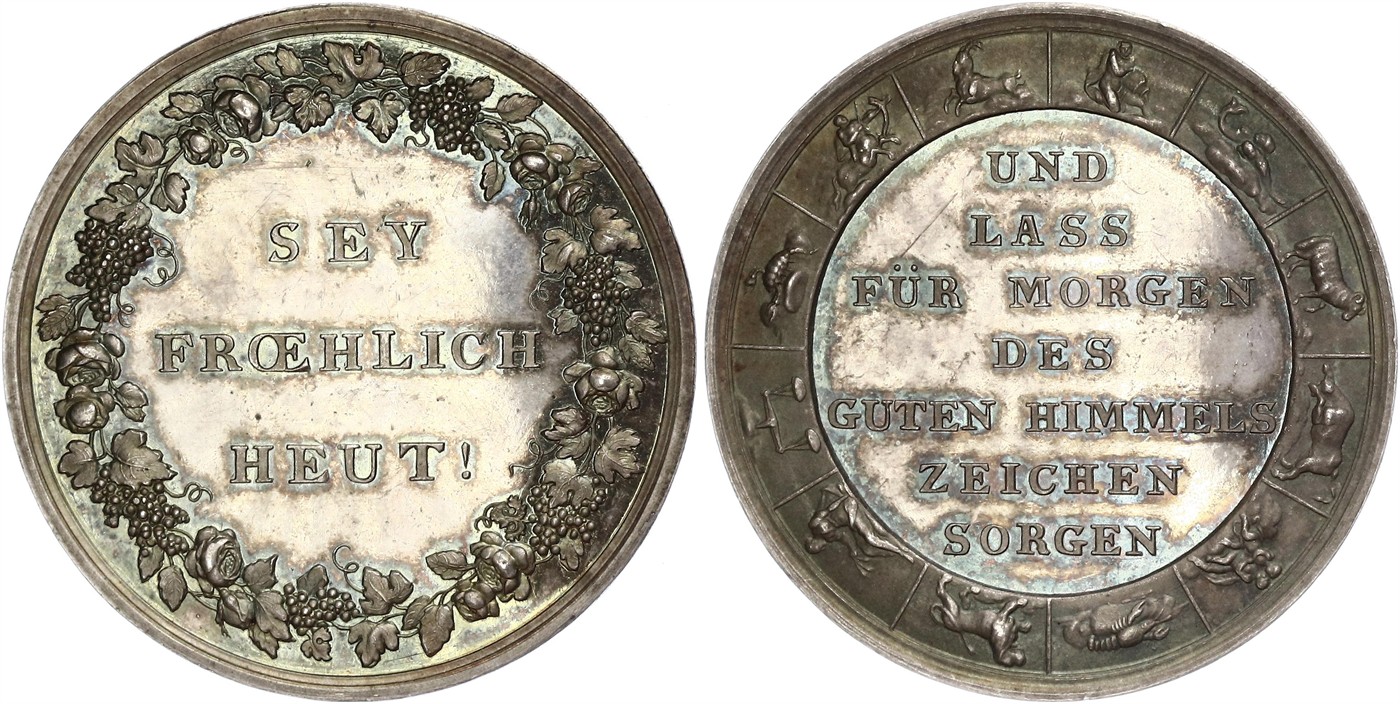 SEY
FRŒHLICH
HEUT!
UND
LASS
FÜR MORGEN
DES
GUTEN HIMMELS
ZEICHEN
SORGEN